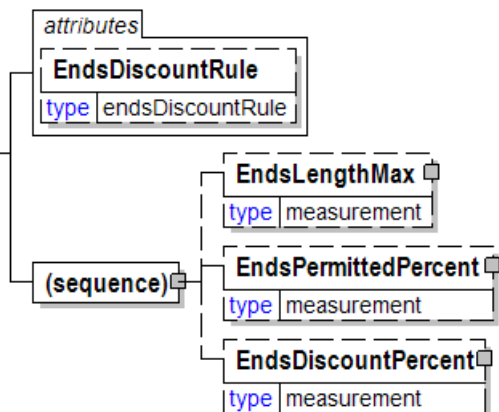 attributes
EndsDiscountRule
type endsDiscountRule
EndsLengthMax
type measurement
EndsPermittedPercent
type measurement
(sequence)
EndsDiscountPercent
type measurement